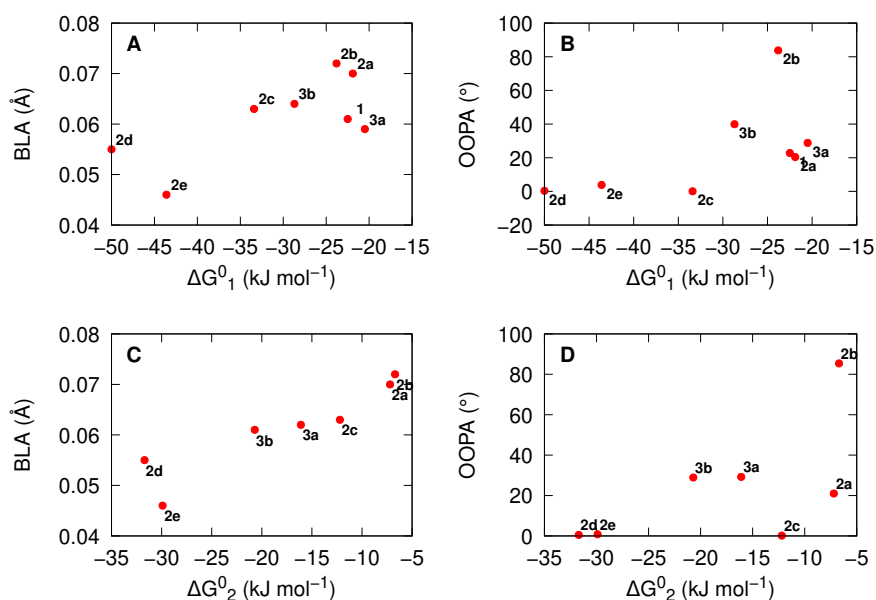 A
BLA (Å)
0.08
0.07
0.06
0.05
0.04
2b
2a
2c
3b
1
3a
2d
2e
−50 −45 −40 −35 −30 −25 −20 −15
ΔG⁰₁ (kJ mol⁻¹)
B
OOPA (°)
100
80
60
40
20
0
−20
2b
3b
3a
1
2a
2d
2e
2c
−50 −45 −40 −35 −30 −25 −20 −15
ΔG⁰₁ (kJ mol⁻¹)
C
BLA (Å)
0.08
0.07
0.06
0.05
0.04
2b
2a
3b
3a
2c
2d
2e
−35 −30 −25 −20 −15 −10 −5
ΔG⁰₂ (kJ mol⁻¹)
D
OOPA (°)
100
80
60
40
20
0
2b
3b
3a
2a
2d
2e
2c
−35 −30 −25 −20 −15 −10 −5
ΔG⁰₂ (kJ mol⁻¹)